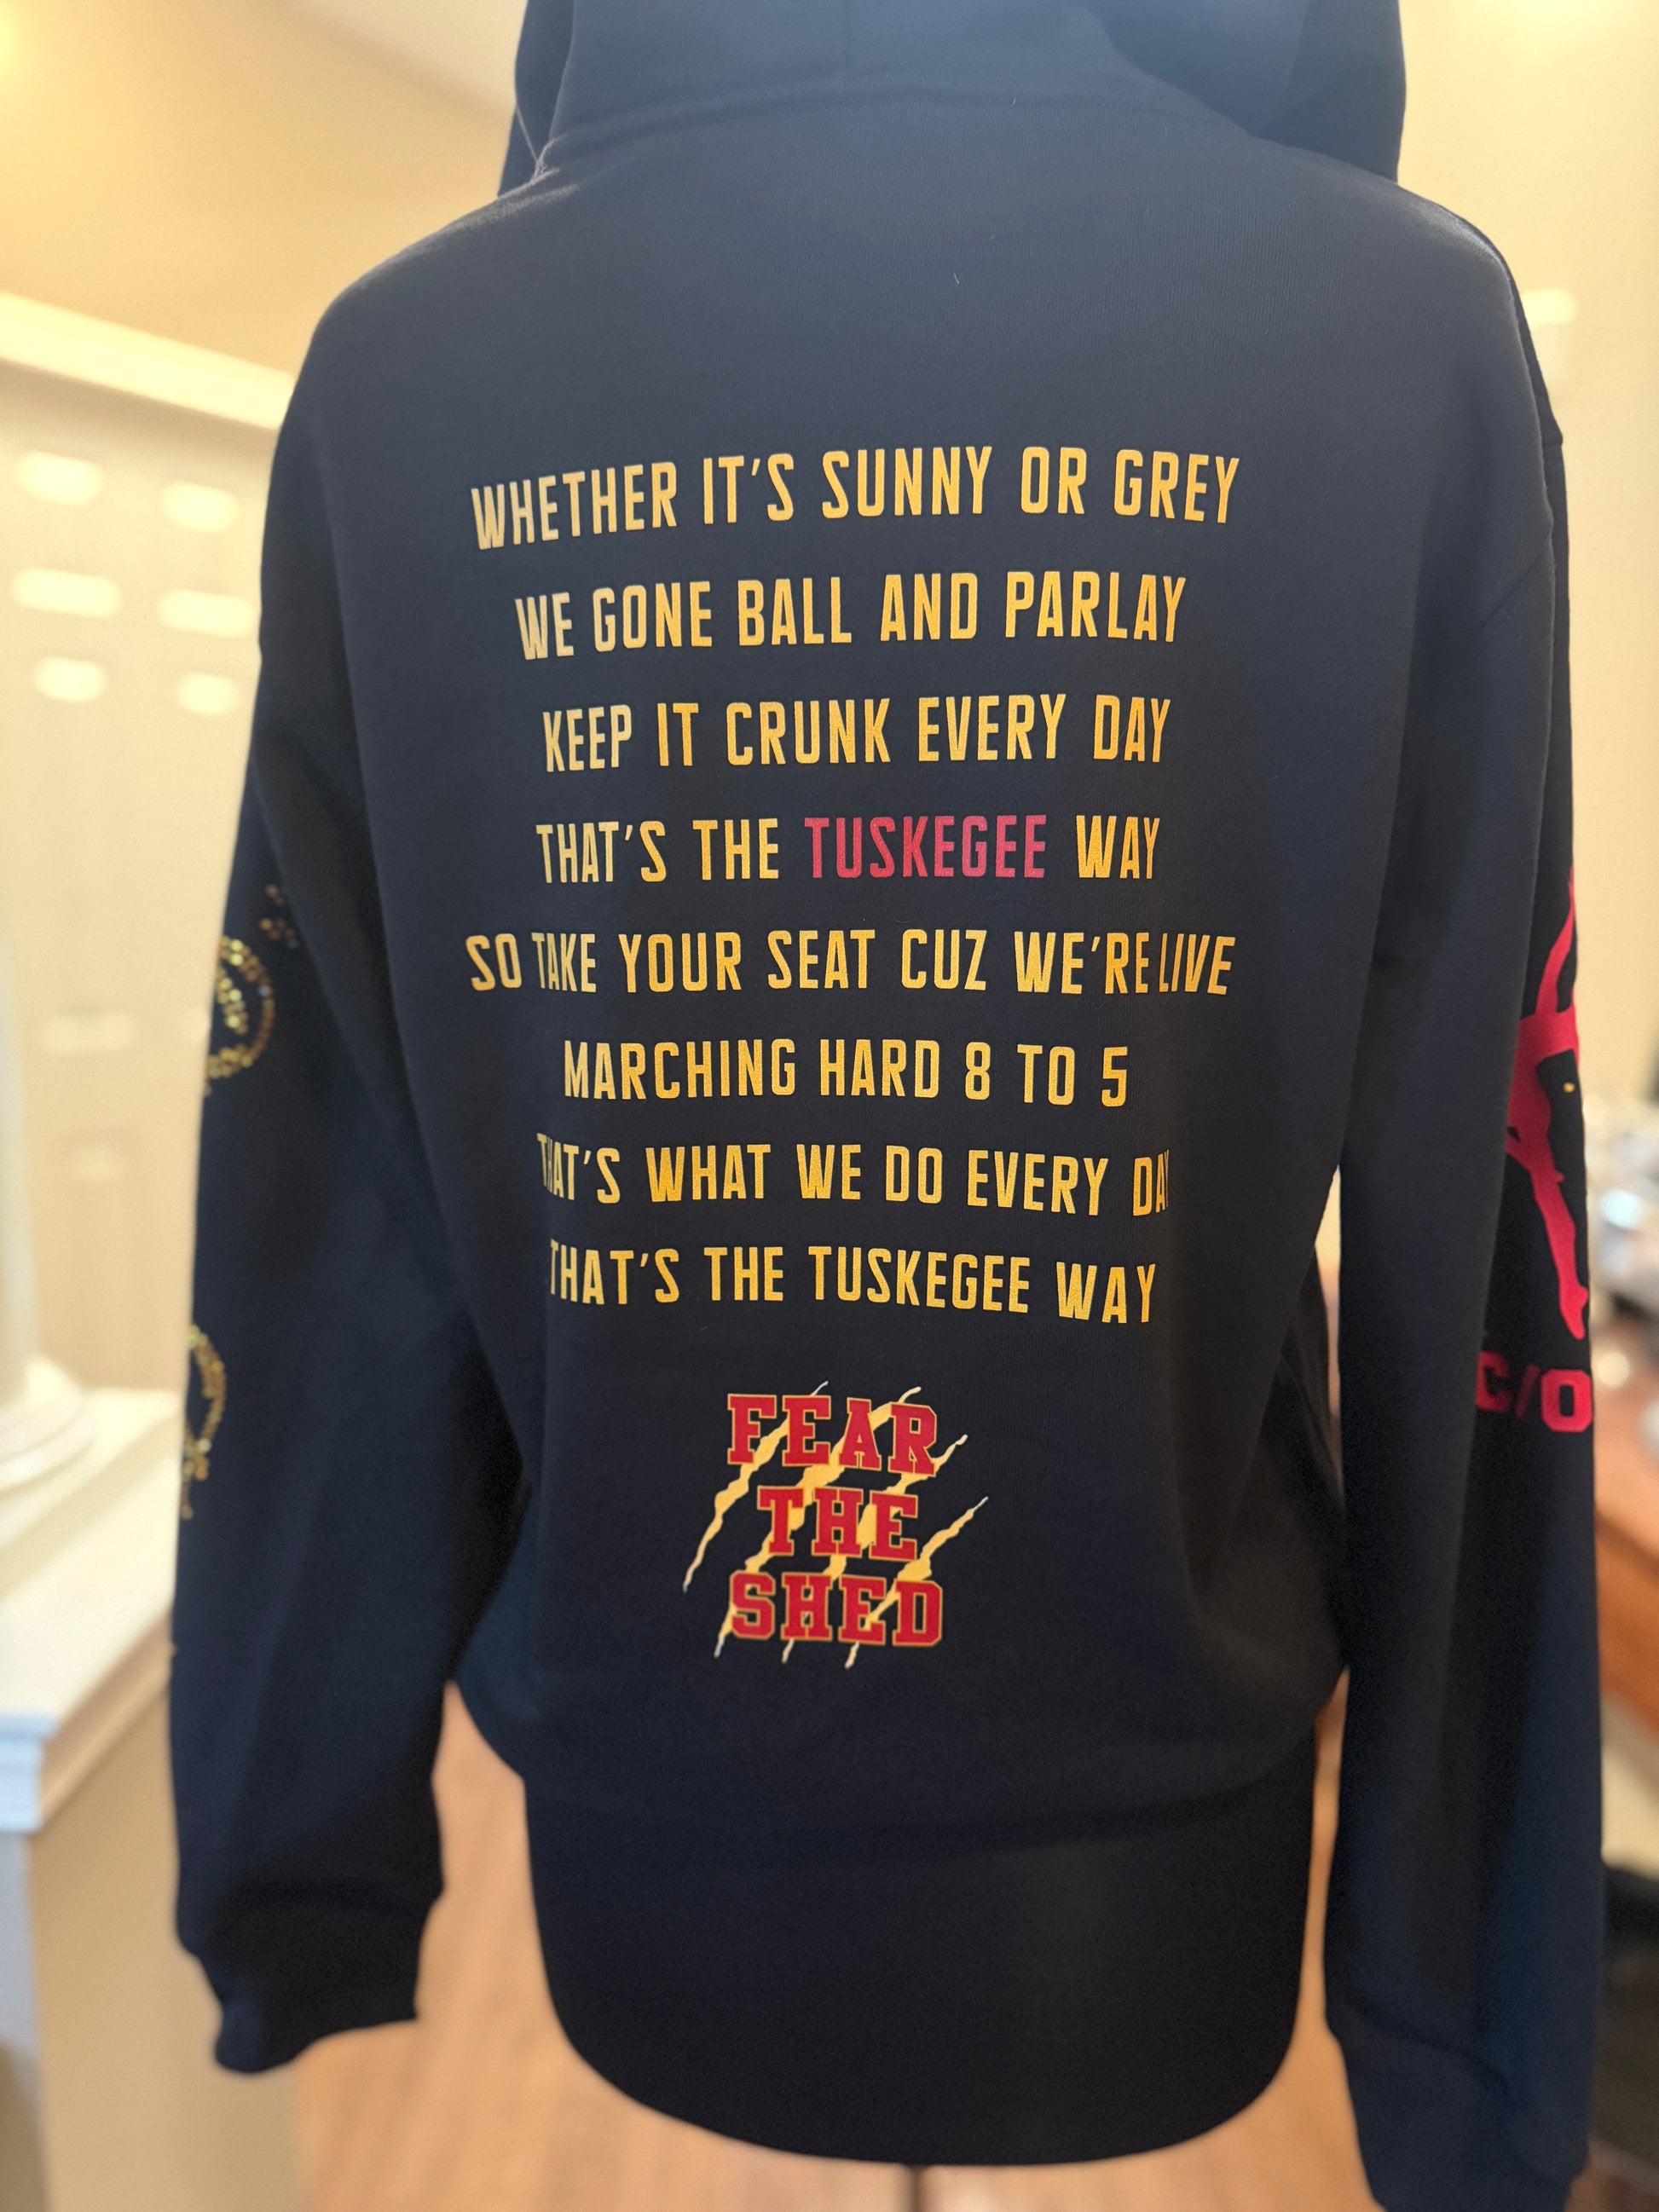 WHETHER IT'S SUNNY OR GREY
WE GONE BALL AND PARLAY
KEEP IT CRUNK EVERY DAY
THAT'S THE TUSKEGEE WAY
SO TAKE YOUR SEAT CUZ WE'RE LIVE
MARCHING HARD 8 TO 5
THAT'S WHAT WE DO EVERY DAY
THAT'S THE TUSKEGEE WAY
FEAR
THE
SHED
C/O